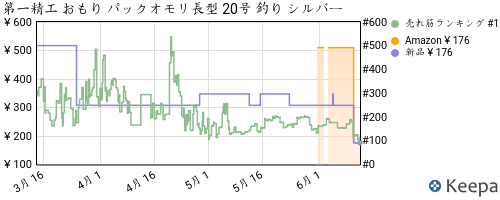 第一精工 おもり パックオモリ長型 20号 釣り シルバー
¥ 600
¥ 500
¥ 400
¥ 300
¥ 200
¥ 100
#600
#500
#400
#300
#200
#100
#0
売れ筋ランキング #1
Amazon ¥ 176
新品 ¥ 176
3月 16
4月 1
4月 16
5月 1
5月 16
6月 1
Keepa